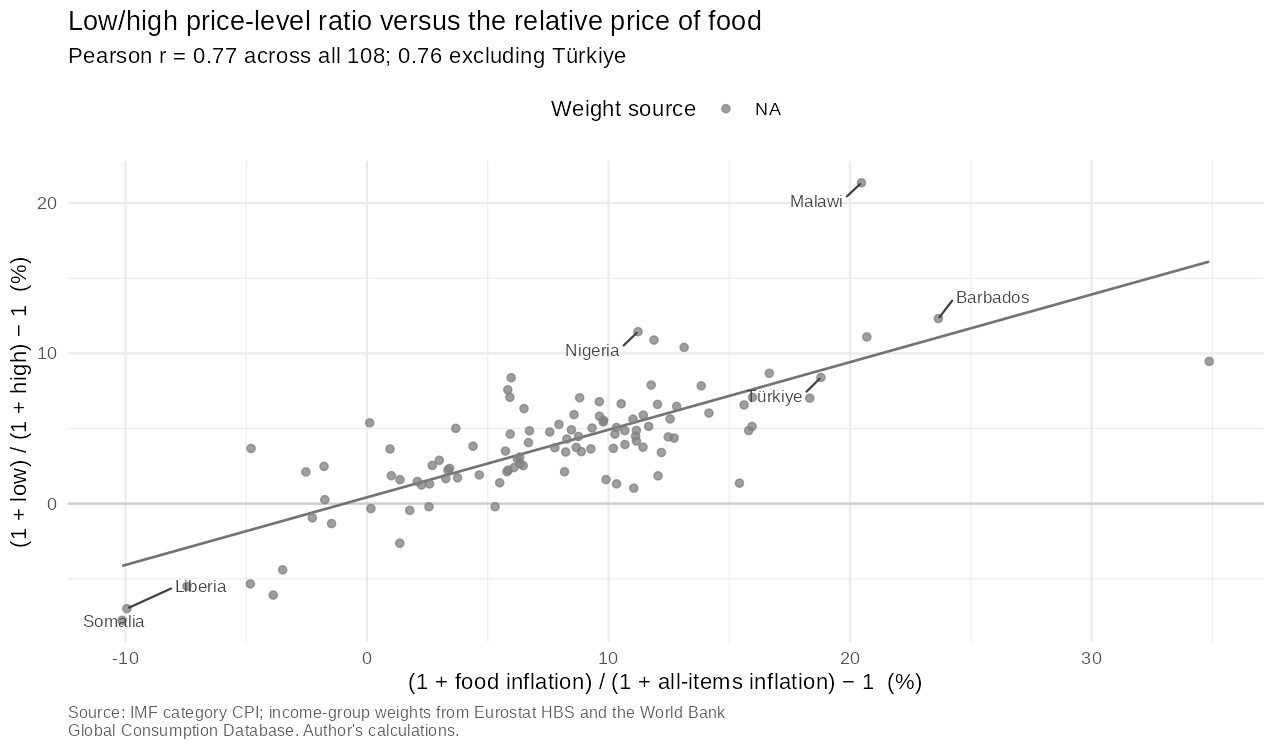 Low/high price-level ratio versus the relative price of food
Pearson r = 0.77 across all 108; 0.76 excluding Türkiye
Weight source NA
(1 + low) / (1 + high) − 1 (%)
20
10
0
Malawi
Barbados
Nigeria
Türkiye
Liberia
Somalia
-10 0 10 20 30
(1 + food inflation) / (1 + all-items inflation) − 1 (%)
Source: IMF category CPI; income-group weights from Eurostat HBS and the World Bank
Global Consumption Database. Author's calculations.